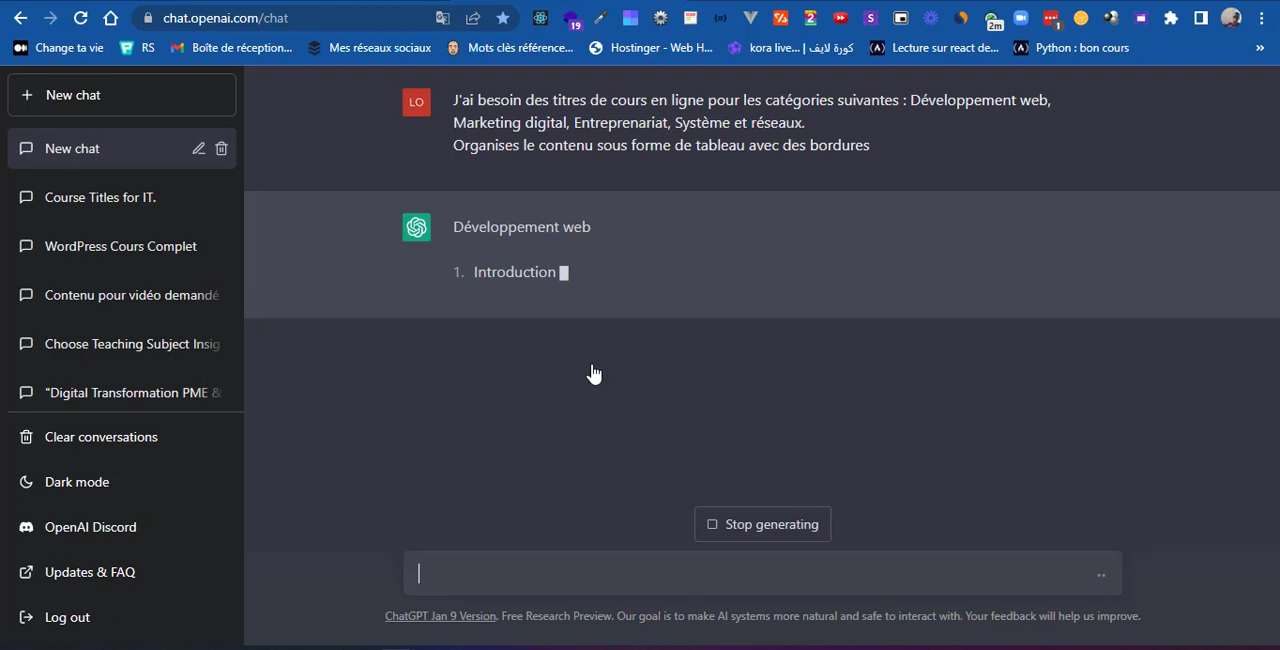 chat.openai.com/chat
19
2m
1
Change ta vie
RS
Boîte de réception...
Mes réseaux sociaux
Mots clès référence...
Hostinger - Web H...
kora live... | كورة لايف
Lecture sur react de...
Python : bon cours
»
+ New chat
New chat
Course Titles for IT.
WordPress Cours Complet
Contenu pour vidéo demandé
Choose Teaching Subject Insig
"Digital Transformation PME &
Clear conversations
Dark mode
OpenAI Discord
Updates & FAQ
Log out
LO
J'ai besoin des titres de cours en ligne pour les catégories suivantes : Développement web,
Marketing digital, Entreprenariat, Système et réseaux.
Organises le contenu sous forme de tableau avec des bordures
Développement web
1. Introduction
Stop generating
ChatGPT Jan 9 Version. Free Research Preview. Our goal is to make AI systems more natural and safe to interact with. Your feedback will help us improve.